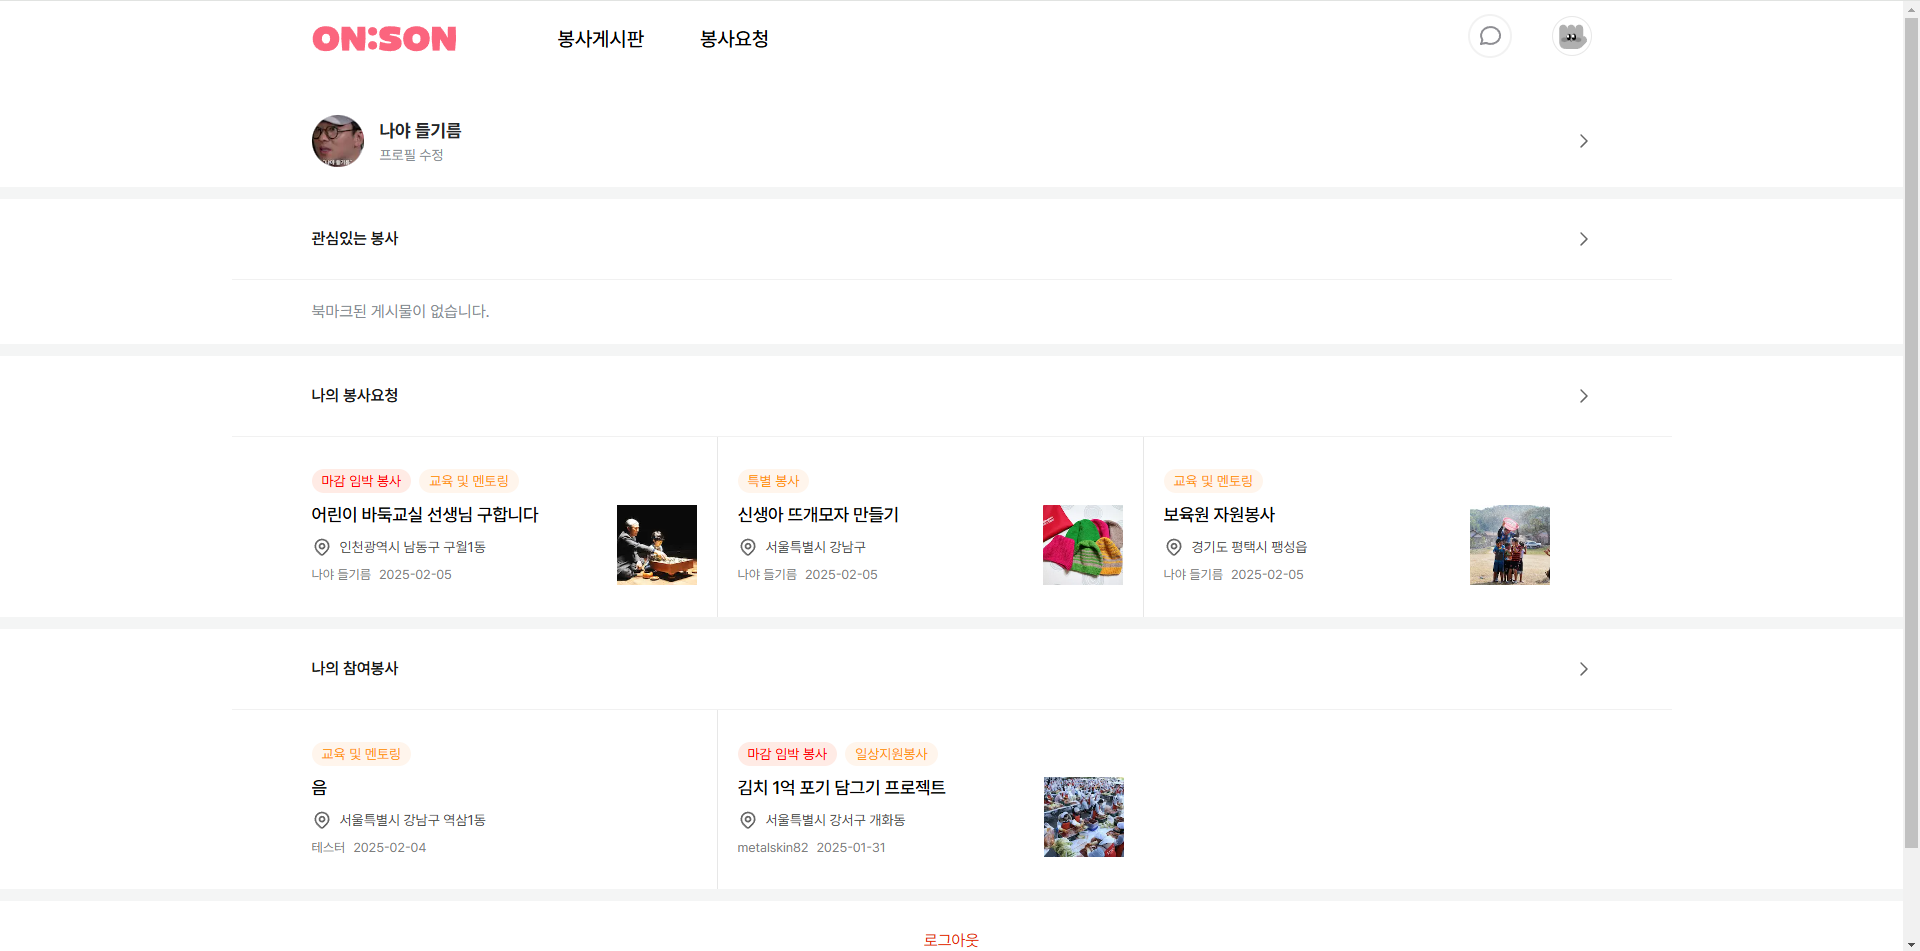 ON:SON
봉사게시판
봉사요청
나야 들기름
프로필 수정
관심있는 봉사
북마크된 게시물이 없습니다.
나의 봉사요청
마감 임박 봉사 교육 및 멘토링
어린이 바둑교실 선생님 구합니다
인천광역시 남동구 구월1동
나야 들기름 2025-02-05
특별 봉사
신생아 뜨개모자 만들기
서울특별시 강남구
나야 들기름 2025-02-05
교육 및 멘토링
보육원 자원봉사
경기도 평택시 팽성읍
나야 들기름 2025-02-05
나의 참여봉사
교육 및 멘토링
음
서울특별시 강남구 역삼1동
테스터 2025-02-04
마감 임박 봉사 일상지원봉사
김치 1억 포기 담그기 프로젝트
서울특별시 강서구 개화동
metalskin82 2025-01-31
로그아웃